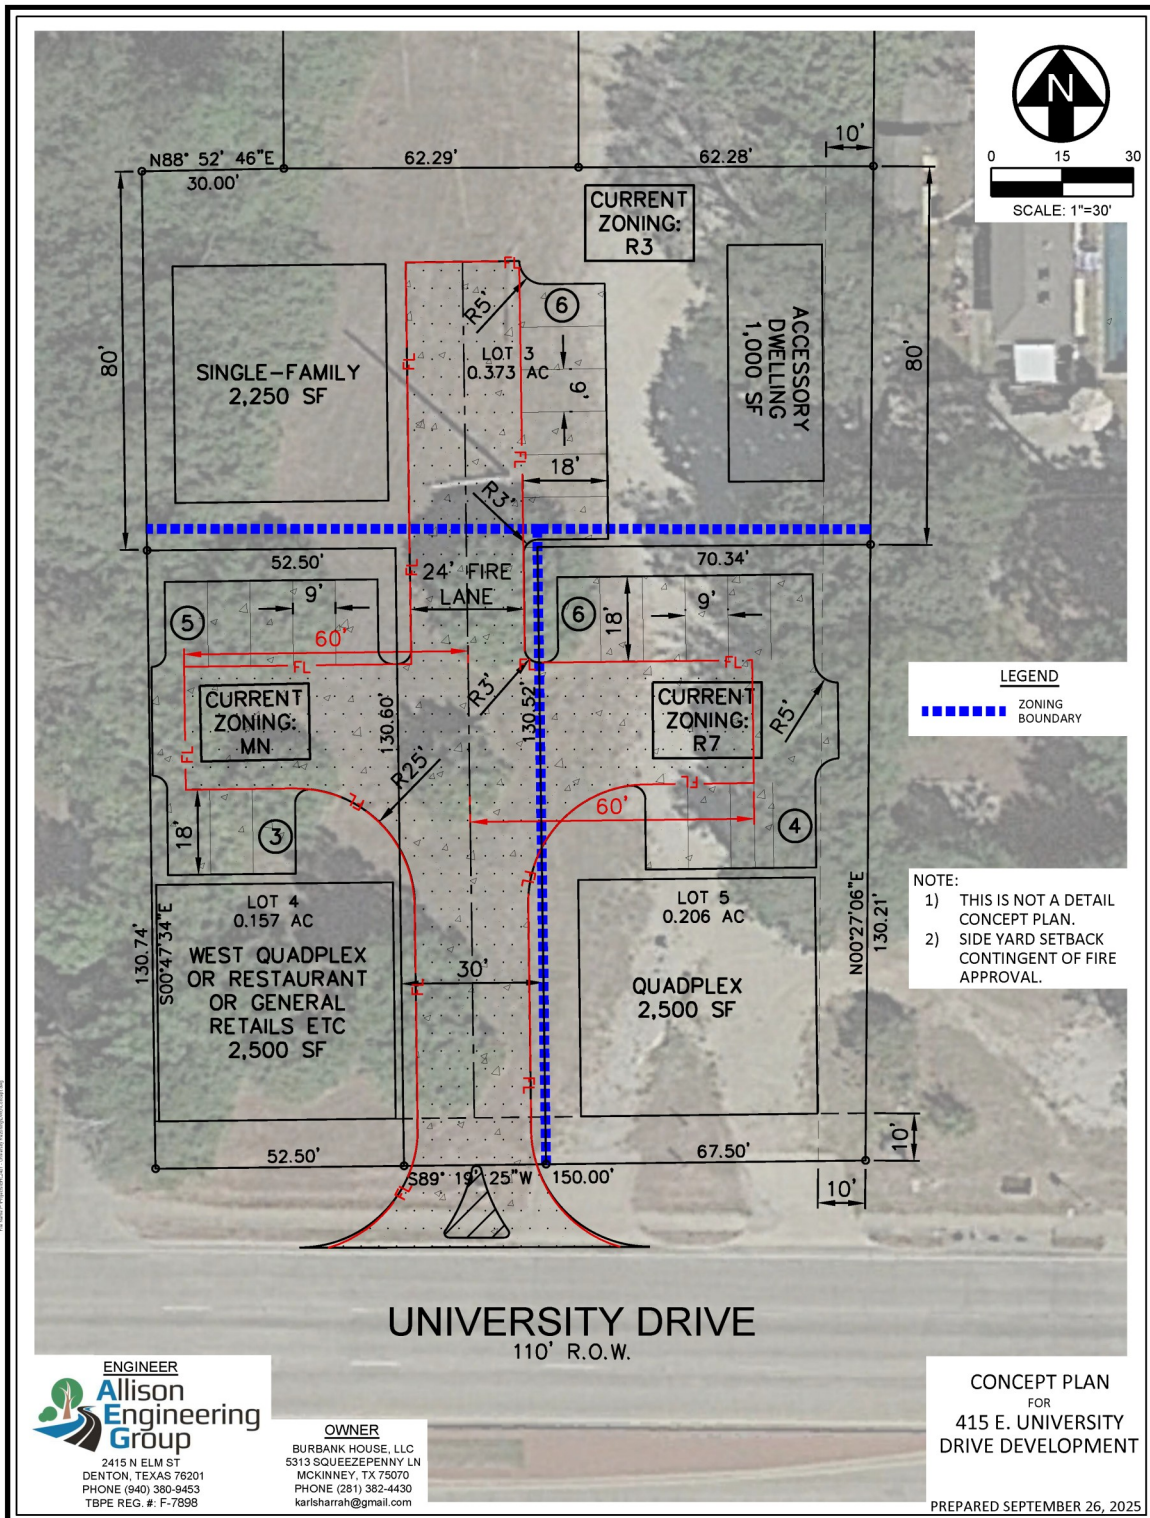 N88° 52' 46"E
30.00'
62.29'
62.28'
10'
N
0 15 30
SCALE: 1"=30'
CURRENT
ZONING:
R3
80'
80'
FL
R5'
6
SINGLE-FAMILY
2,250 SF
FL
LOT 3
0.373 AC
9'
ACCESSORY
DWELLING
1,000 SF
FL
18'
R3'
52.50'
70.34'
FL
24' FIRE
LANE
5
9'
6
18'
9'
60'
FL
FL
FL
CURRENT
ZONING:
MN
130.60'
R3'
130.52'
CURRENT
ZONING:
R7
R5'
LEGEND
ZONING
BOUNDARY
FL
R25'
FL
FL
60'
18'
3
4
FL
LOT 4
0.157 AC
LOT 5
0.206 AC
NOTE:
1) THIS IS NOT A DETAIL
CONCEPT PLAN.
2) SIDE YARD SETBACK
CONTINGENT OF FIRE
APPROVAL.
130.74'
S00°47'34"E
WEST QUADPLEX
OR RESTAURANT
OR GENERAL
RETAILS ETC
2,500 SF
30'
FL
QUADPLEX
2,500 SF
N00°27'06"E
130.21'
FL
10'
52.50'
67.50'
S89° 19' 25"W 150.00'
FL
10'
UNIVERSITY DRIVE
110' R.O.W.
ENGINEER
Allison
Engineering
Group
2415 N ELM ST
DENTON, TEXAS 76201
PHONE (940) 380-9453
TBPE REG. #: F-7898
OWNER
BURBANK HOUSE, LLC
5313 SQUEEZEPENNY LN
MCKINNEY, TX 75070
PHONE (281) 382-4430
karlsharrah@gmail.com
CONCEPT PLAN
FOR
415 E. UNIVERSITY
DRIVE DEVELOPMENT
PREPARED SEPTEMBER 26, 2025